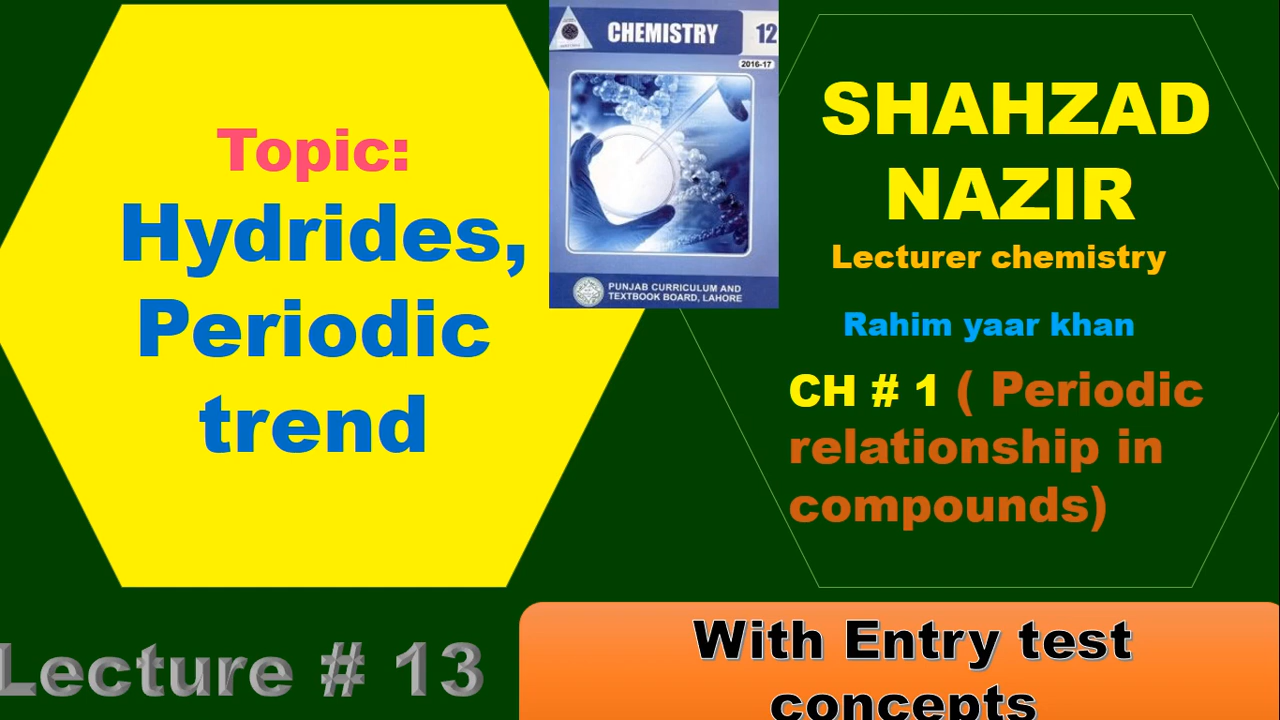 Topic:
Hydrides,
Periodic
trend
CHEMISTRY 12
2016-17
PUNJAB CURRICULUM AND
TEXTBOOK BOARD, LAHORE
SHAHZAD
NAZIR
Lecturer chemistry
Rahim yaar khan
CH # 1 ( Periodic
relationship in
compounds)
Lecture # 13
With Entry test
concepts